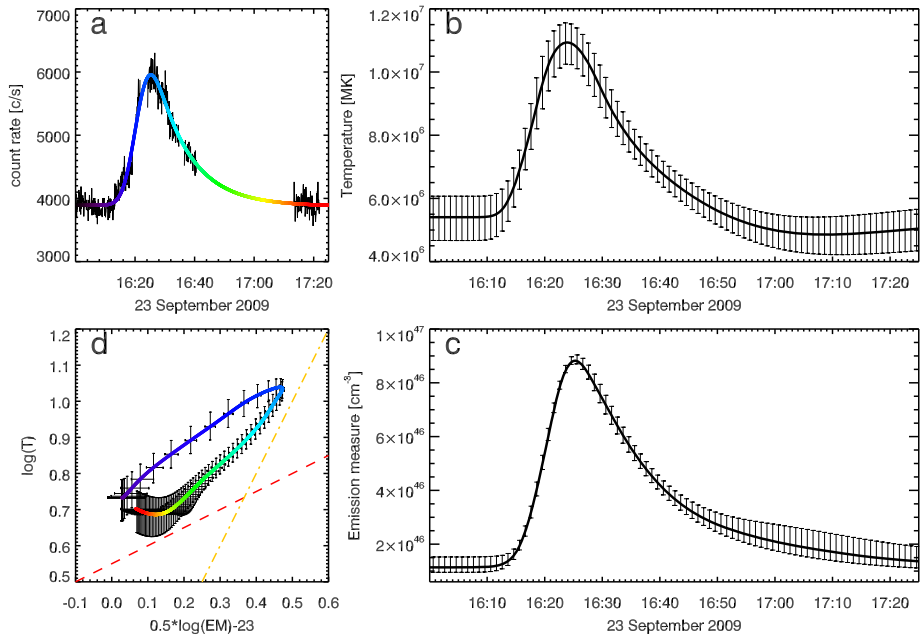 a
7000
6000
5000
4000
3000
count rate [c/s]
16:20 16:40 17:00 17:20
23 September 2009
b
1.2×10⁷
1.0×10⁷
8.0×10⁶
6.0×10⁶
4.0×10⁶
Temperature [MK]
16:10 16:20 16:30 16:40 16:50 17:00 17:10 17:20
23 September 2009
d
1.2
1.1
1.0
0.9
0.8
0.7
0.6
0.5
log(T)
-0.1 0.0 0.1 0.2 0.3 0.4 0.5 0.6
0.5*log(EM)-23
c
1×10⁴⁷
8×10⁴⁶
6×10⁴⁶
4×10⁴⁶
2×10⁴⁶
Emission measure [cm⁻³]
16:10 16:20 16:30 16:40 16:50 17:00 17:10 17:20
23 September 2009